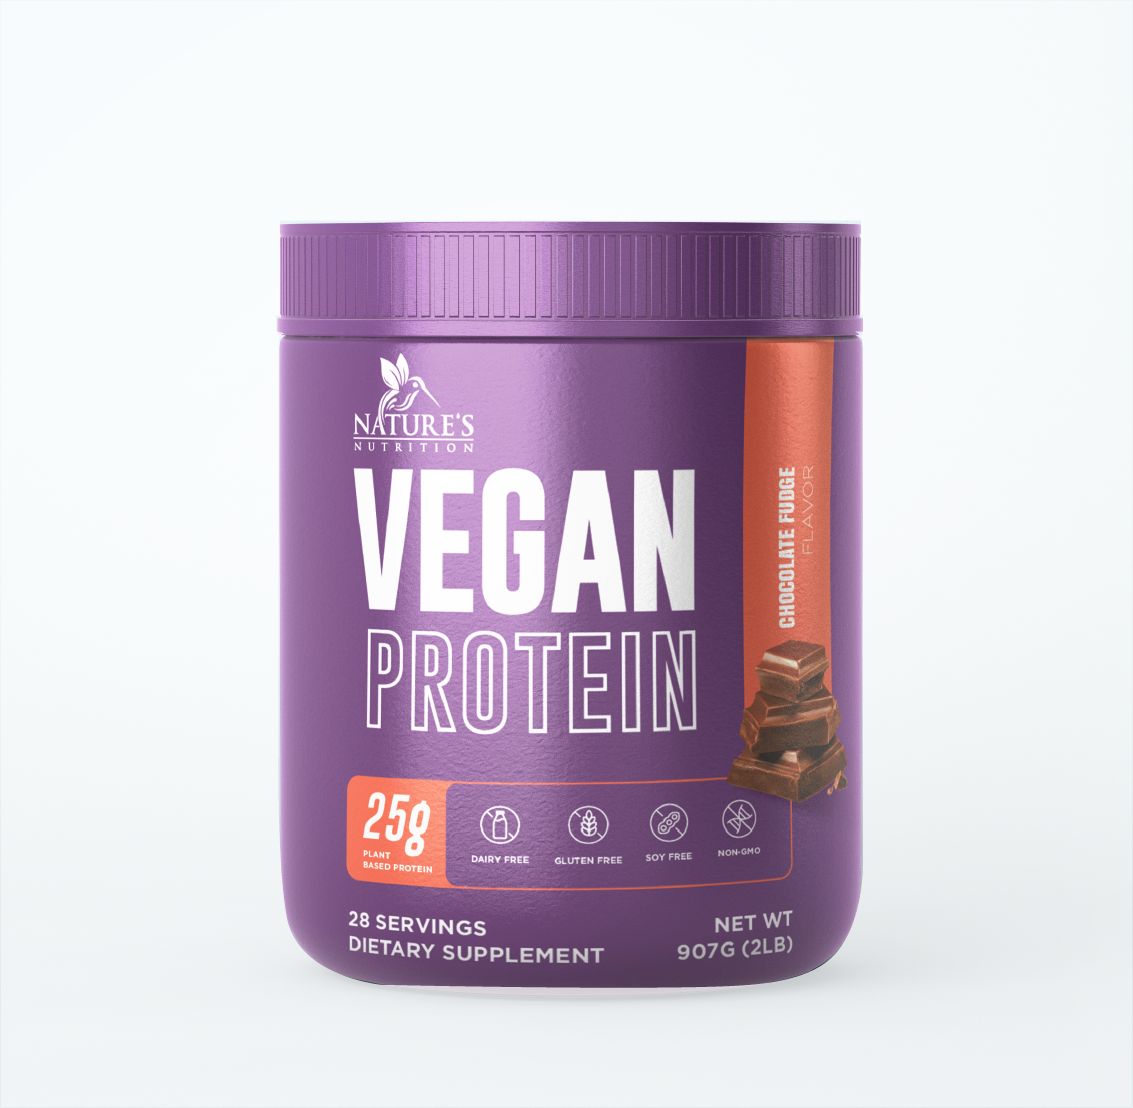 NATURE'S
NUTRITION
VEGAN
PROTEIN
CHOCOLATE FUDGE
FLAVOR
25g
PLANT
BASED PROTEIN
DAIRY FREE
GLUTEN FREE
SOY FREE
NON-GMO
28 SERVINGS
DIETARY SUPPLEMENT
NET WT
907G (2LB)